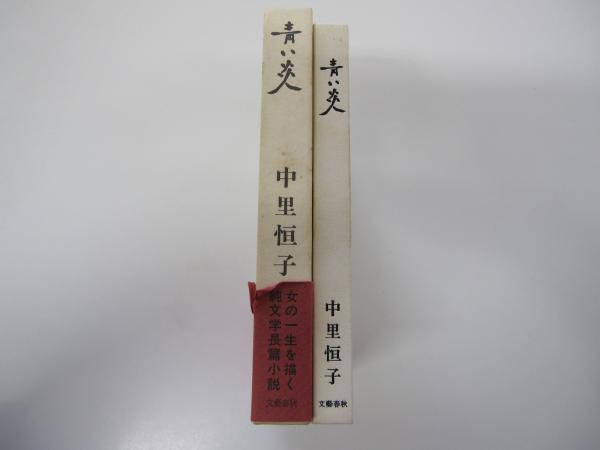 青い炎
中里恒子
女の一生を描く
純文学長篇小説
文藝春秋
青い炎
中里恒子
文藝春秋